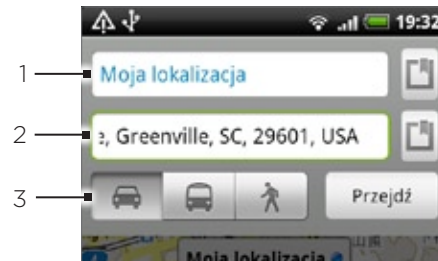 19:32
1
Moja lokalizacja
2
, Greenville, SC, 29601, USA
3
Przejdź
Moja lokalizacja